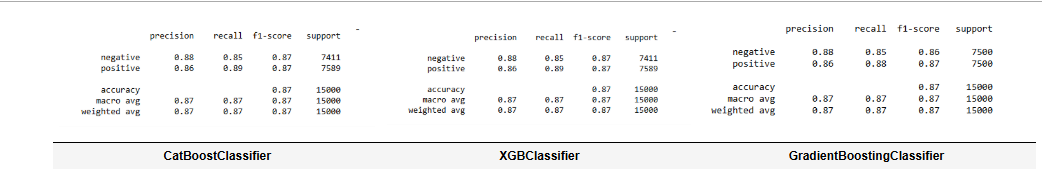 precision recall f1-score support
negative 0.88 0.85 0.87 7411
positive 0.86 0.89 0.87 7589
accuracy 0.87 15000
macro avg 0.87 0.87 0.87 15000
weighted avg 0.87 0.87 0.87 15000
CatBoostClassifier
precision recall f1-score support
negative 0.88 0.85 0.87 7411
positive 0.86 0.89 0.87 7589
accuracy 0.87 15000
macro avg 0.87 0.87 0.87 15000
weighted avg 0.87 0.87 0.87 15000
XGBClassifier
precision recall f1-score support
negative 0.88 0.85 0.86 7500
positive 0.86 0.88 0.87 7500
accuracy 0.87 15000
macro avg 0.87 0.87 0.87 15000
weighted avg 0.87 0.87 0.87 15000
GradientBoostingClassifier